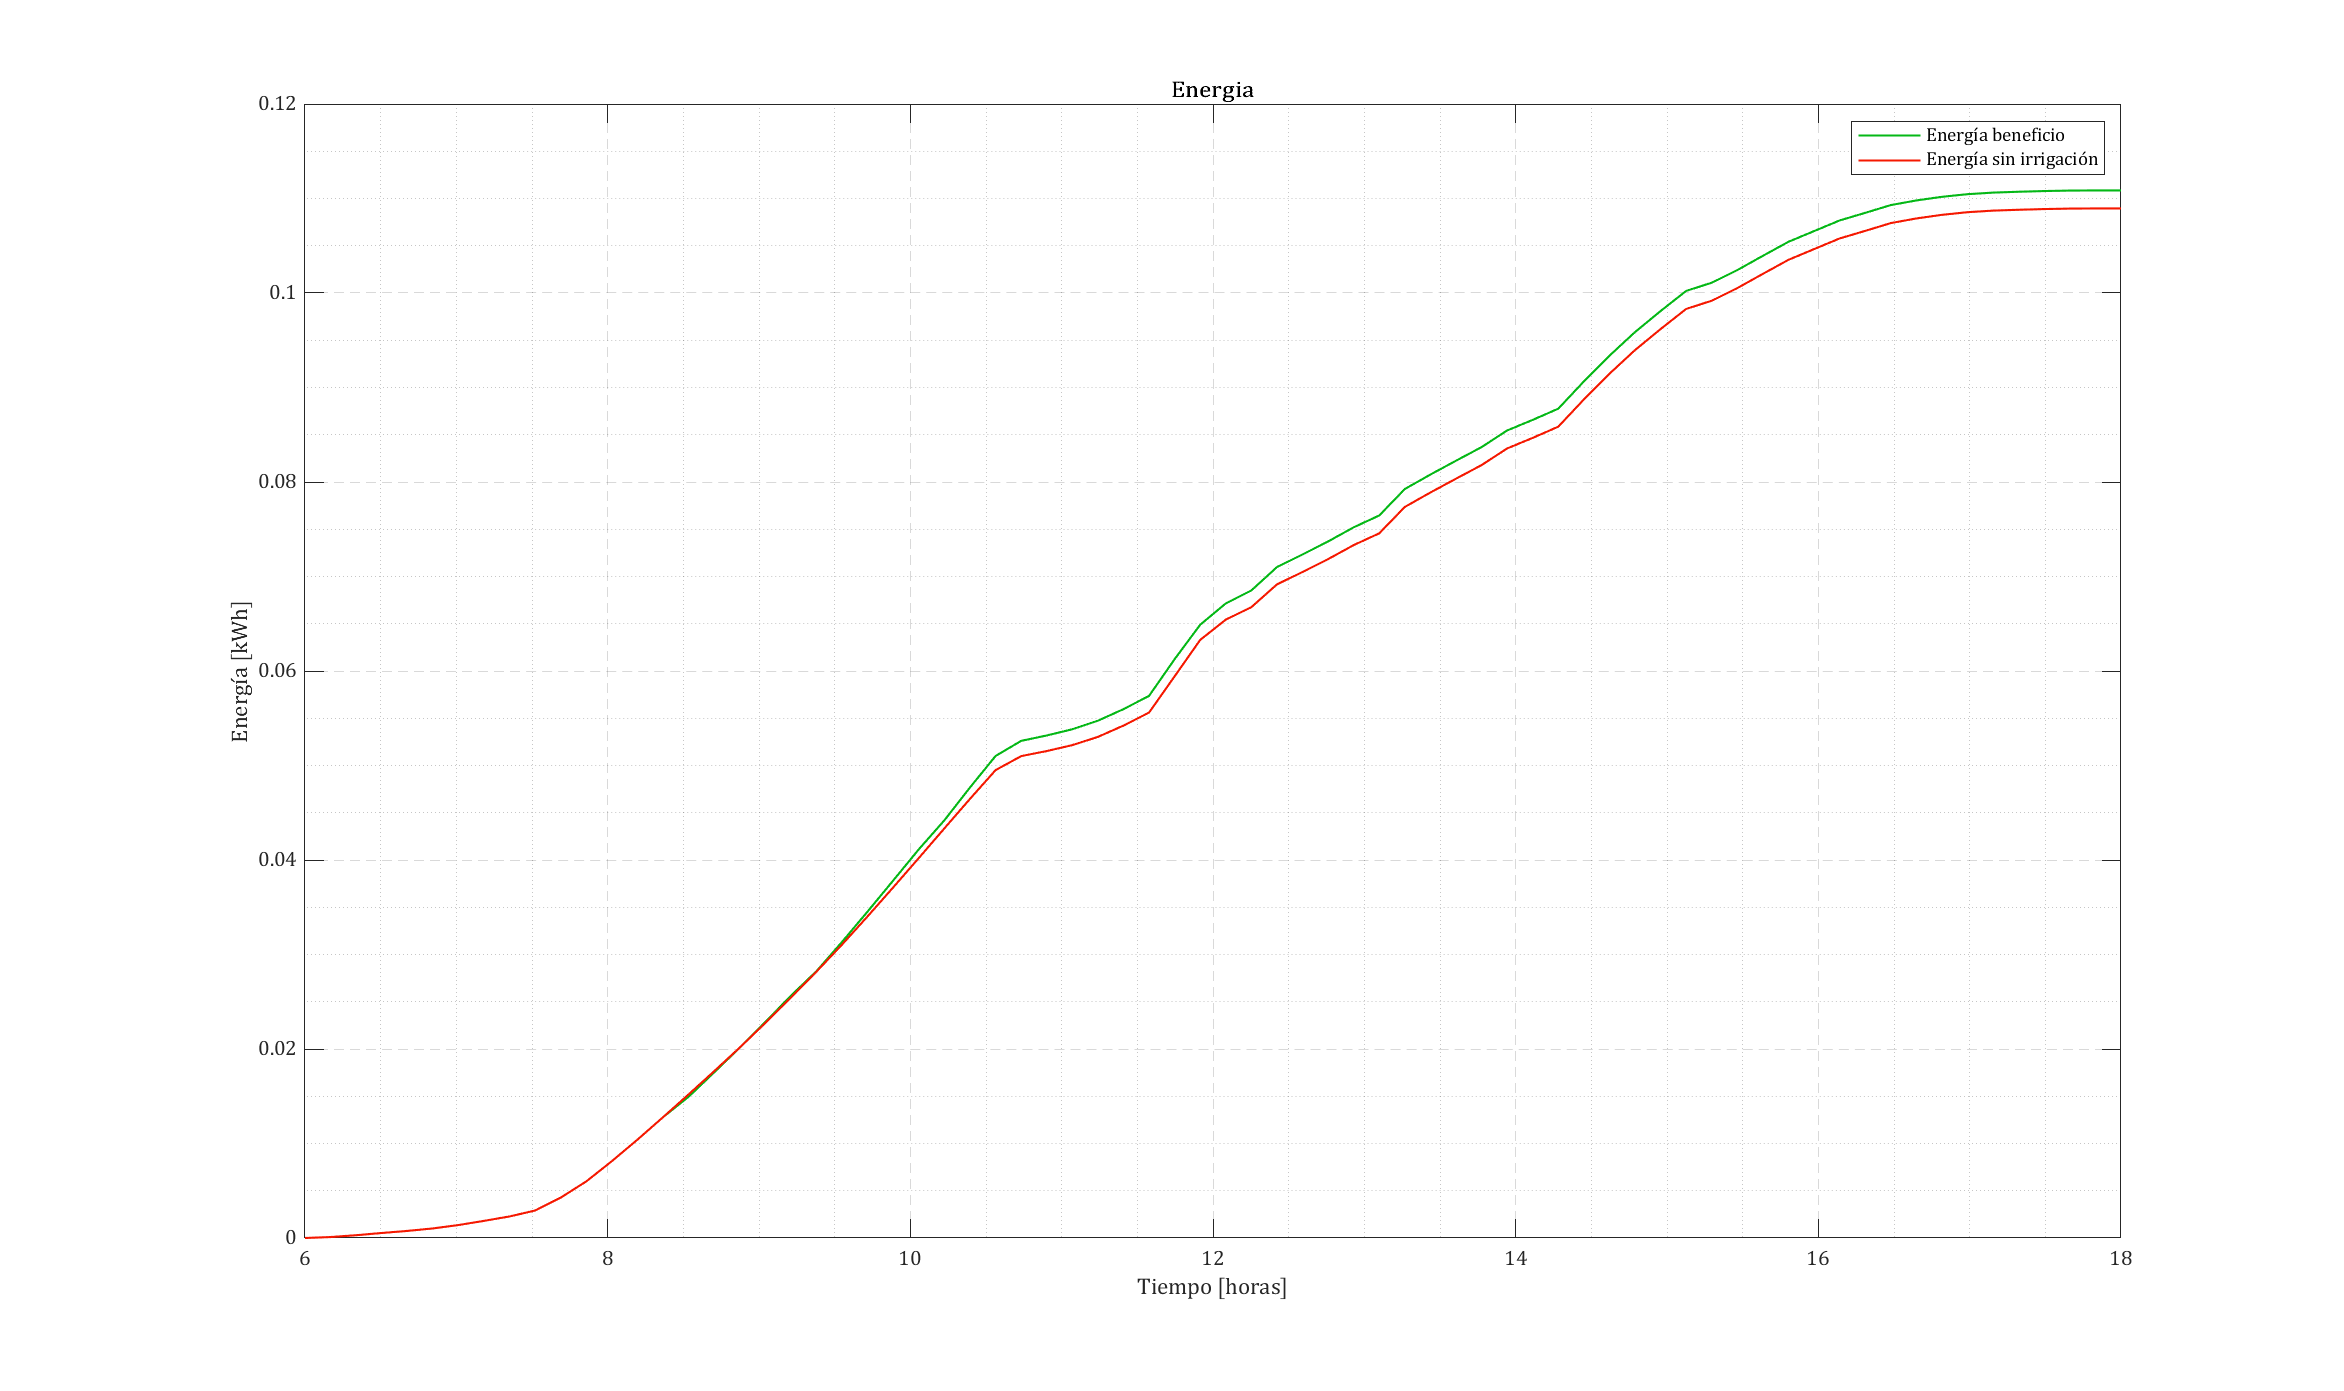 Energia
0.12
0.1
0.08
0.06
0.04
0.02
0
Energía [kWh]
6 8 10 12 14 16 18
Tiempo [horas]
Energía beneficio
Energía sin irrigación